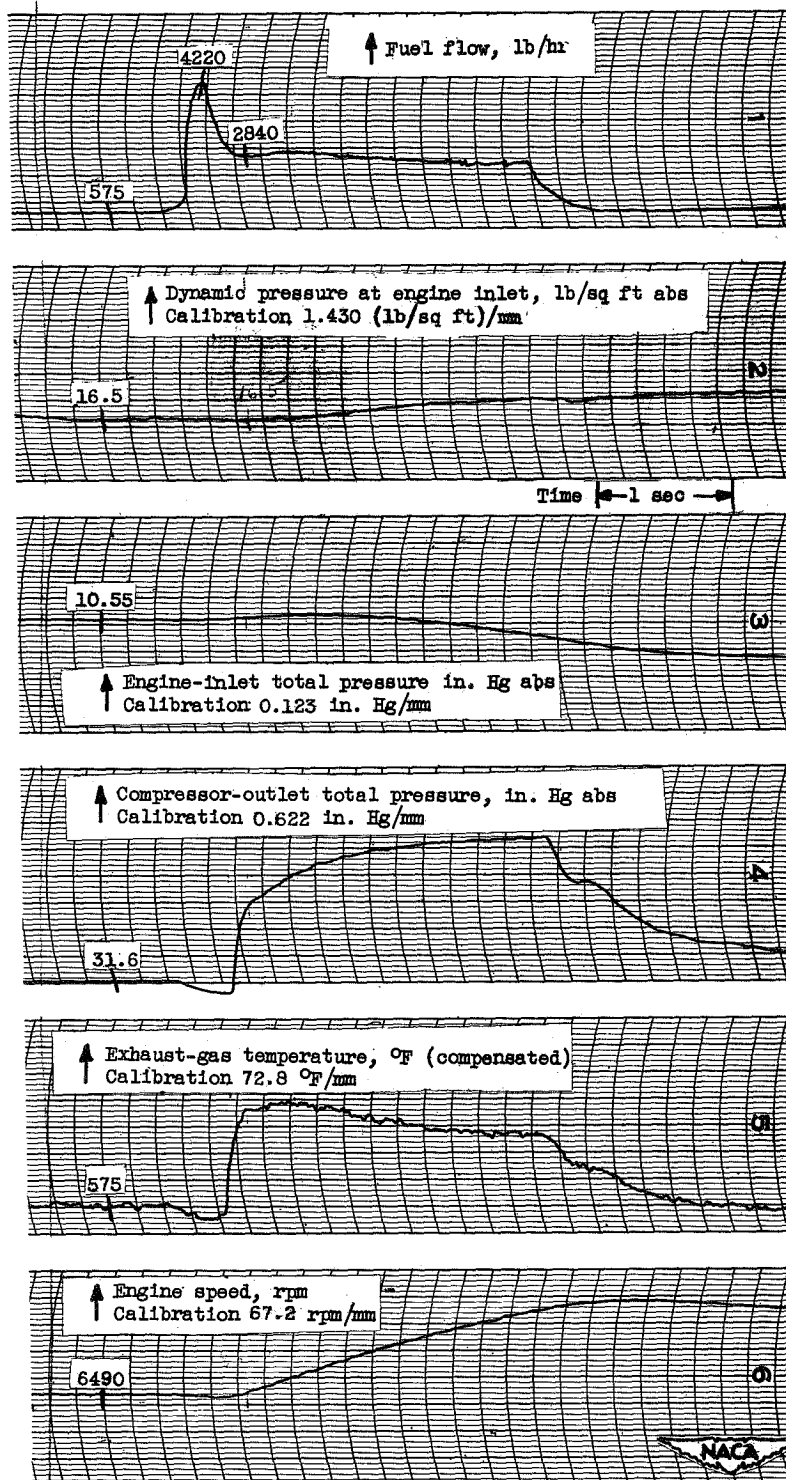 4220
Fuel flow, lb/hr
2840
575
1
Dynamic pressure at engine inlet, lb/sq ft abs
Calibration 1.430 (lb/sq ft)/mm
2
16.5
16.5
Time 1 sec
10.55
3
Engine-inlet total pressure in. Hg abs
Calibration 0.123 in. Hg/mm
Compressor-outlet total pressure, in. Hg abs
Calibration 0.622 in. Hg/mm
4
31.6
Exhaust-gas temperature, °F (compensated)
Calibration 72.8 °F/mm
5
575
Engine speed, rpm
Calibration 67.2 rpm/mm
6490
6
NACA